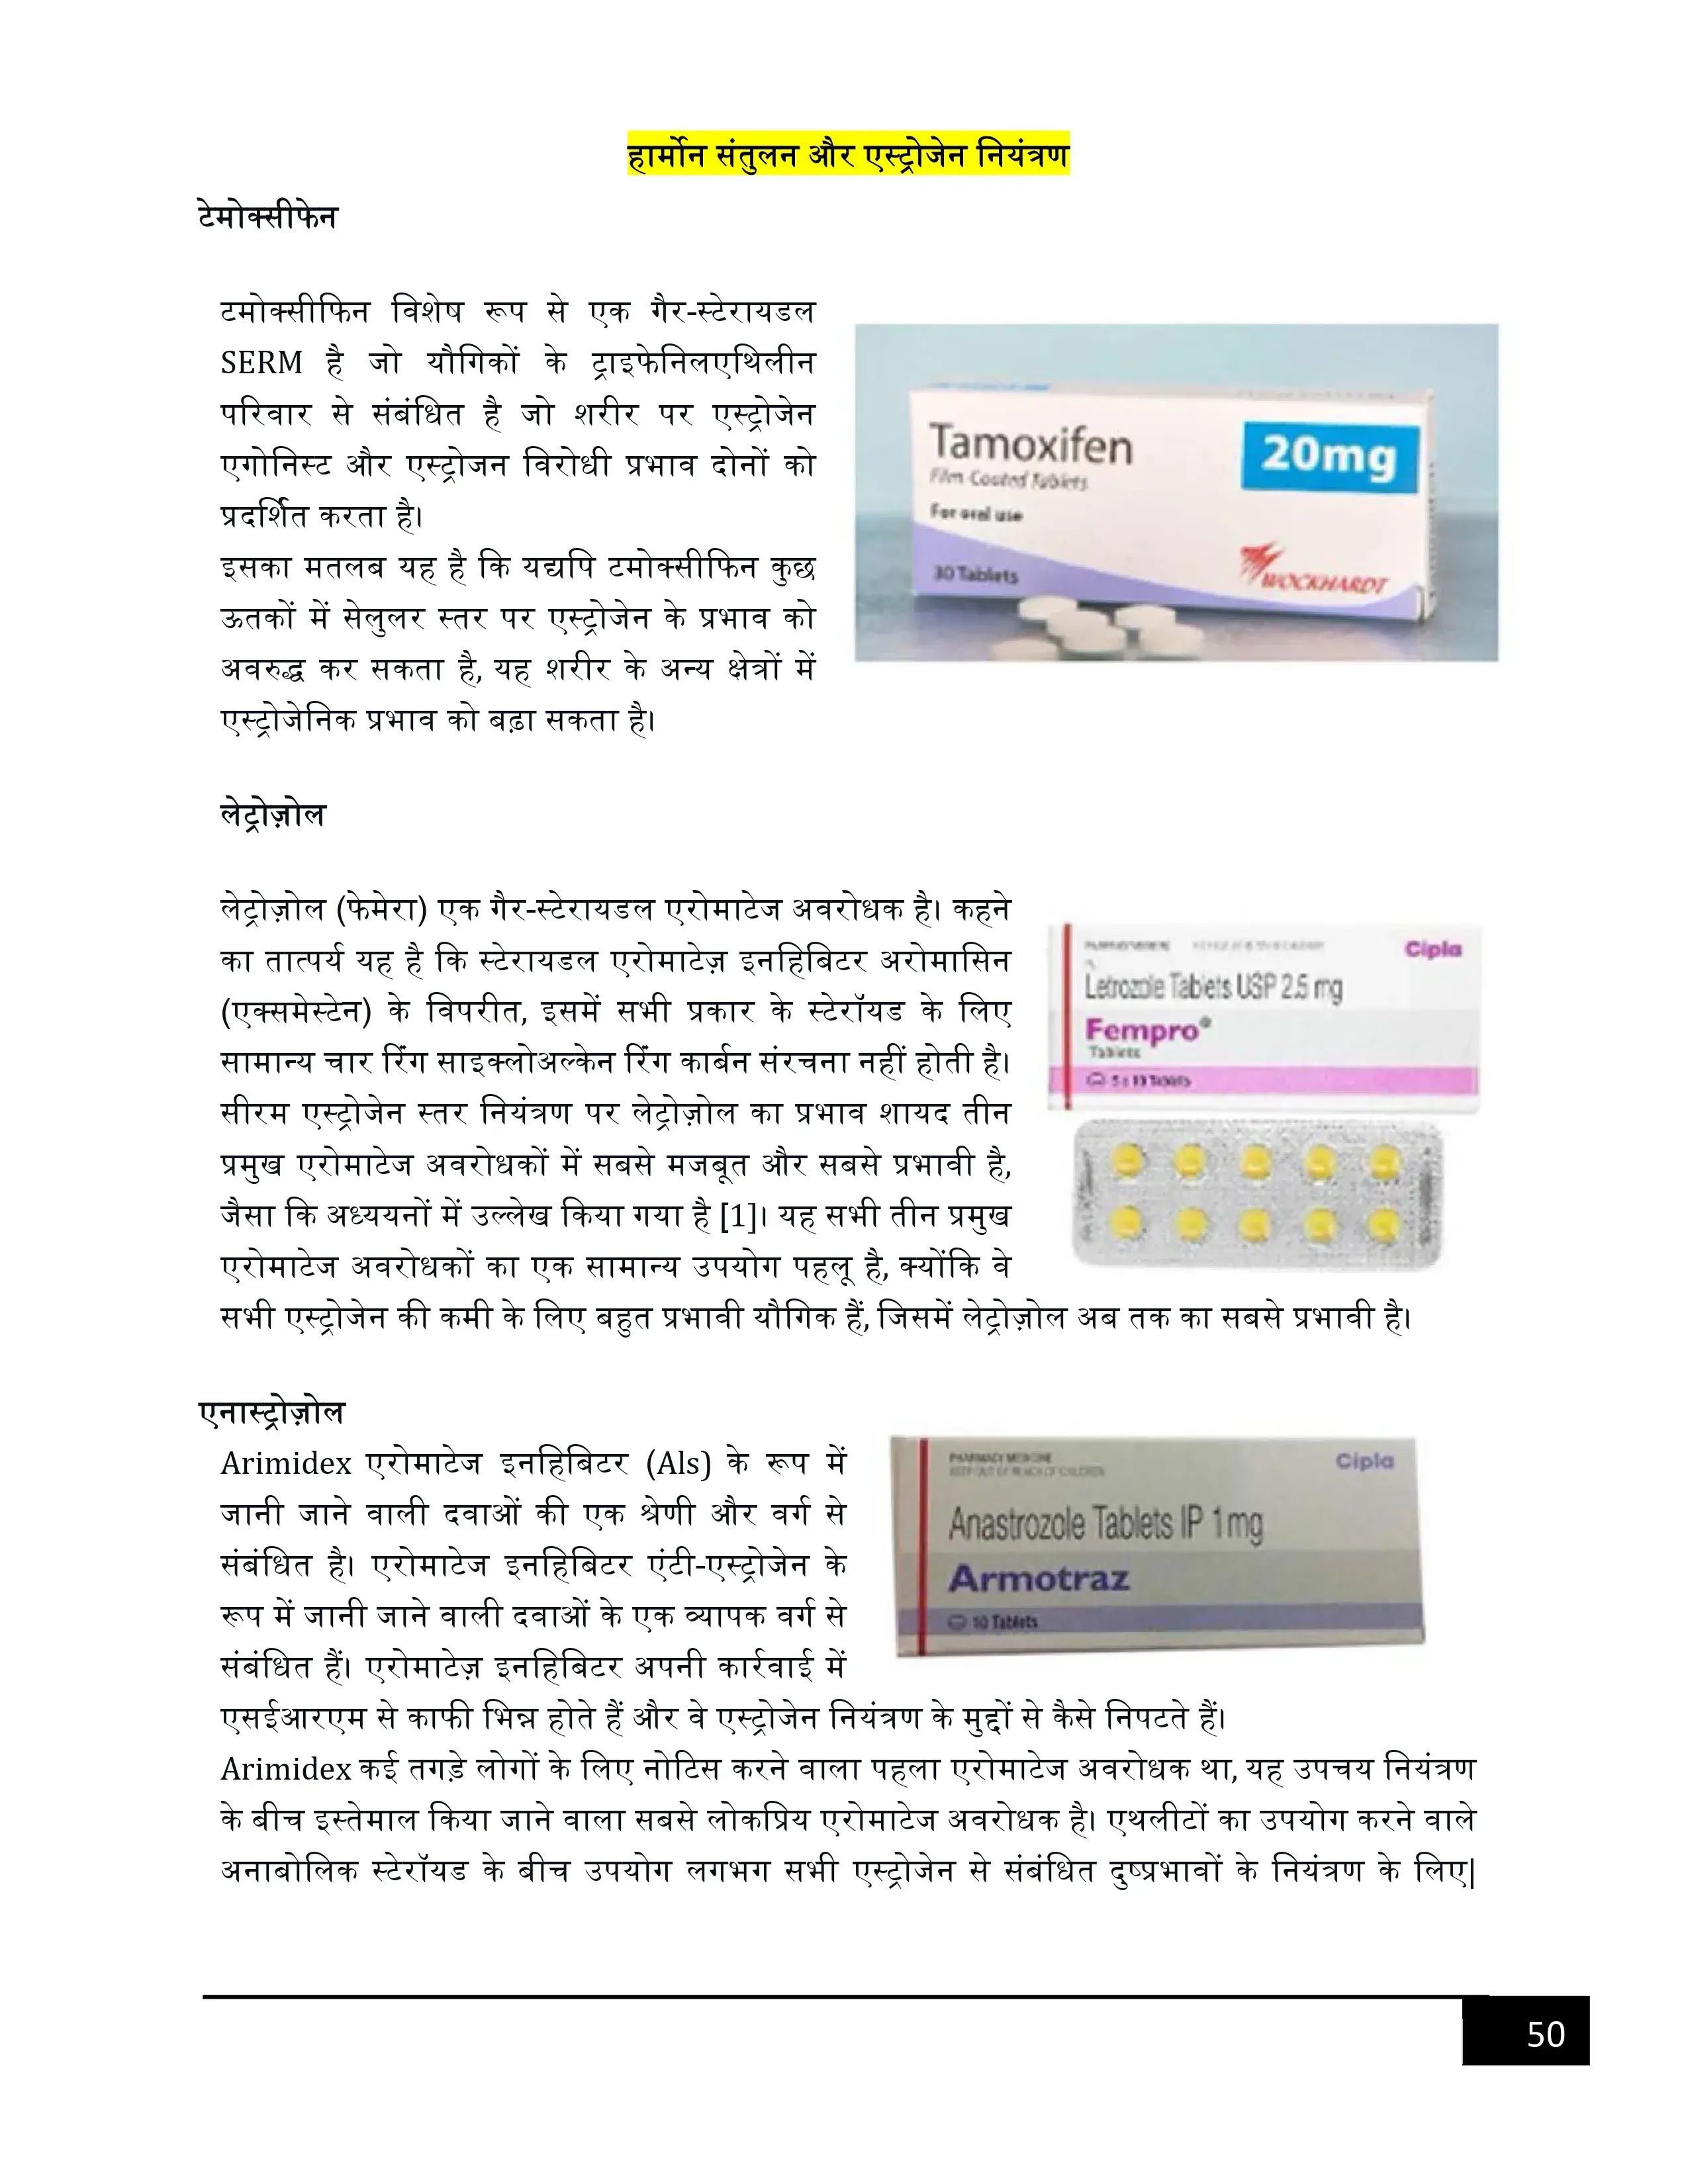 हार्मोन संतुलन और एस्ट्रोजेन नियंत्रण
टेमोक्सीफेन
टमोक्सीफिन विशेष रूप से एक गैर-स्टेरायडल
SERM है जो यौगिकों के ट्राइफेनिलएथिलीन
परिवार से संबंधित है जो शरीर पर एस्ट्रोजेन
एगोनिस्ट और एस्ट्रोजन विरोधी प्रभाव दोनों को
प्रदर्शित करता है।
इसका मतलब यह है कि यद्यपि टमोक्सीफिन कुछ
ऊतकों में सेलुलर स्तर पर एस्ट्रोजेन के प्रभाव को
अवरुद्ध कर सकता है, यह शरीर के अन्य क्षेत्रों में
एस्ट्रोजेनिक प्रभाव को बढ़ा सकता है।
Tamoxifen
20mg
Film-Coated Tablets
For oral use
30 Tablets
WOCKHARDT
लेट्रोज़ोल
लेट्रोज़ोल (फेमेरा) एक गैर-स्टेरायडल एरोमाटेज अवरोधक है। कहने
का तात्पर्य यह है कि स्टेरायडल एरोमाटेज़ इनहिबिटर अरोमासिन
(एक्समेस्टेन) के विपरीत, इसमें सभी प्रकार के स्टेरॉयड के लिए
सामान्य चार रिंग साइक्लोअल्केन रिंग कार्बन संरचना नहीं होती है।
सीरम एस्ट्रोजेन स्तर नियंत्रण पर लेट्रोज़ोल का प्रभाव शायद तीन
प्रमुख एरोमाटेज अवरोधकों में सबसे मजबूत और सबसे प्रभावी है,
जैसा कि अध्ययनों में उल्लेख किया गया है [1]। यह सभी तीन प्रमुख
एरोमाटेज अवरोधकों का एक सामान्य उपयोग पहलू है, क्योंकि वे
सभी एस्ट्रोजेन की कमी के लिए बहुत प्रभावी यौगिक हैं, जिसमें लेट्रोज़ोल अब तक का सबसे प्रभावी है।
Cipla
Letrozole Tablets USP 2.5 mg
Fempro®
Tablets
5 x 10 Tablets
एनास्ट्रोज़ोल
Arimidex एरोमाटेज इनहिबिटर (Als) के रूप में
जानी जाने वाली दवाओं की एक श्रेणी और वर्ग से
संबंधित है। एरोमाटेज इनहिबिटर एंटी-एस्ट्रोजेन के
रूप में जानी जाने वाली दवाओं के एक व्यापक वर्ग से
संबंधित हैं। एरोमाटेज़ इनहिबिटर अपनी कार्रवाई में
एसईआरएम से काफी भिन्न होते हैं और वे एस्ट्रोजेन नियंत्रण के मुद्दों से कैसे निपटते हैं।
Arimidex कई तगड़े लोगों के लिए नोटिस करने वाला पहला एरोमाटेज अवरोधक था, यह उपचय नियंत्रण
के बीच इस्तेमाल किया जाने वाला सबसे लोकप्रिय एरोमाटेज अवरोधक है। एथलीटों का उपयोग करने वाले
अनाबोलिक स्टेरॉयड के बीच उपयोग लगभग सभी एस्ट्रोजेन से संबंधित दुष्प्रभावों के नियंत्रण के लिए|
PHARMACY MEDICINE
KEEP OUT OF REACH OF CHILDREN
Cipla
Anastrozole Tablets IP 1mg
Armotraz
10 Tablets
50